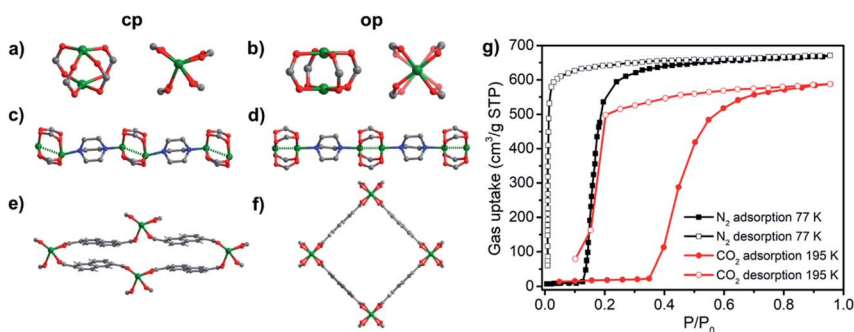 cp
op
a)
b)
c)
d)
e)
f)
g)
700
600
500
400
300
200
100
0
Gas uptake (cm³/g STP)
N₂ adsorption 77 K
N₂ desorption 77 K
CO₂ adsorption 195 K
CO₂ desorption 195 K
0.0 0.2 0.4 0.6 0.8 1.0
P/P₀